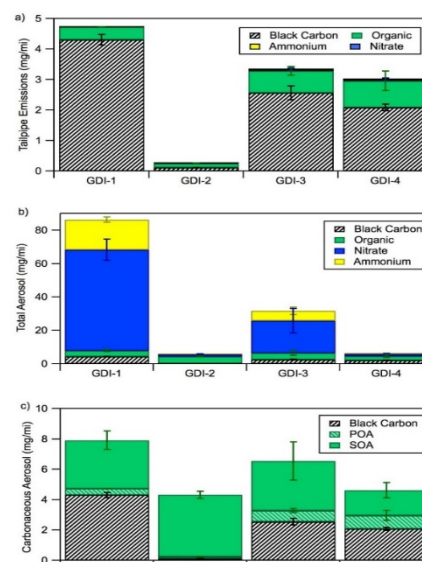 a)
Tailpipe Emissions (mg/mi)
5
4
3
2
1
0
Black Carbon
Organic
Ammonium
Nitrate
GDI-1
GDI-2
GDI-3
GDI-4
b)
Total Aerosol (mg/mi)
80
60
40
20
0
Black Carbon
Organic
Nitrate
Ammonium
GDI-1
GDI-2
GDI-3
GDI-4
c)
Carbonaceous Aerosol (mg/mi)
10
8
6
4
2
0
Black Carbon
POA
SOA